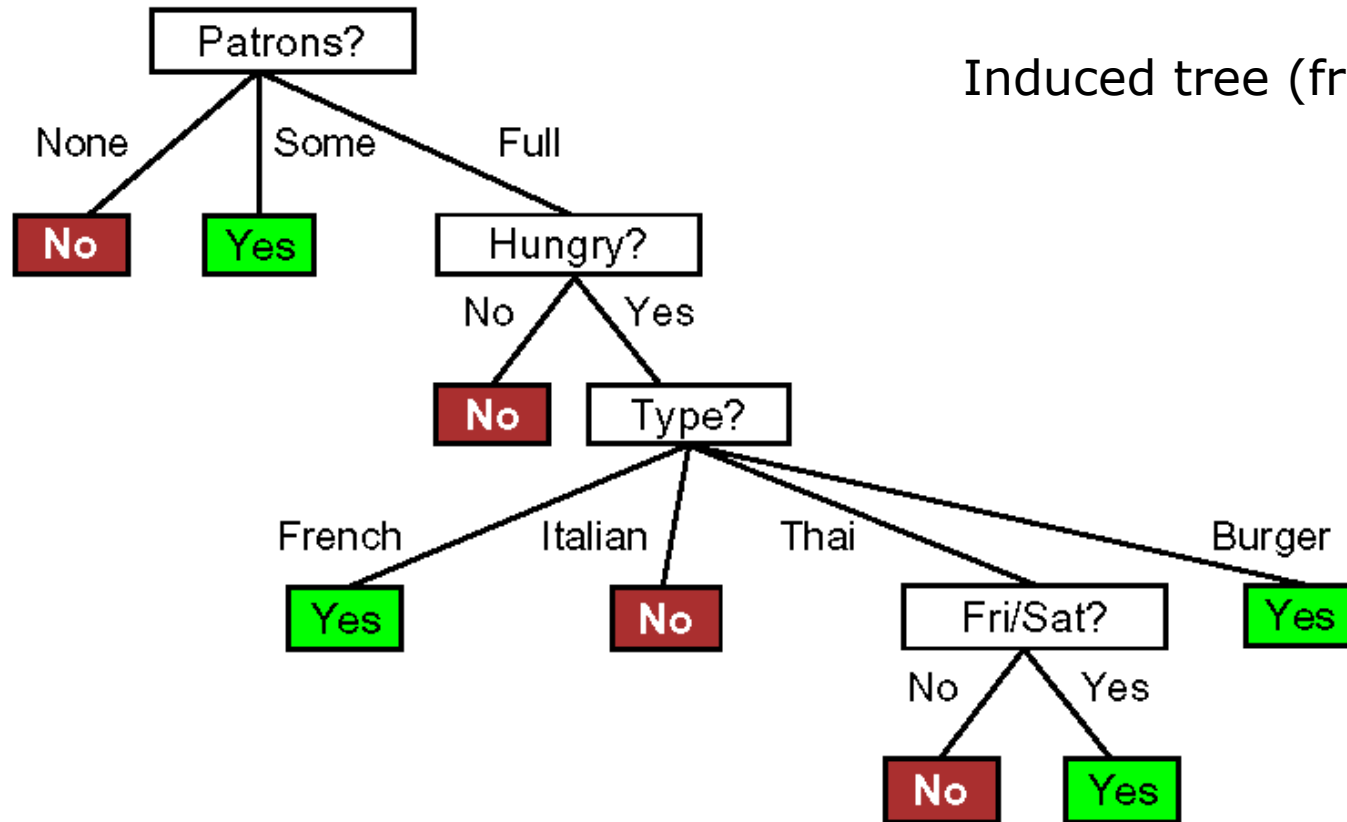 Patrons?
Induced tree (fr
None Some Full
No Yes Hungry?
No Yes
No Type?
French Italian Thai Burger
Yes No Fri/Sat? Yes
No Yes
No Yes